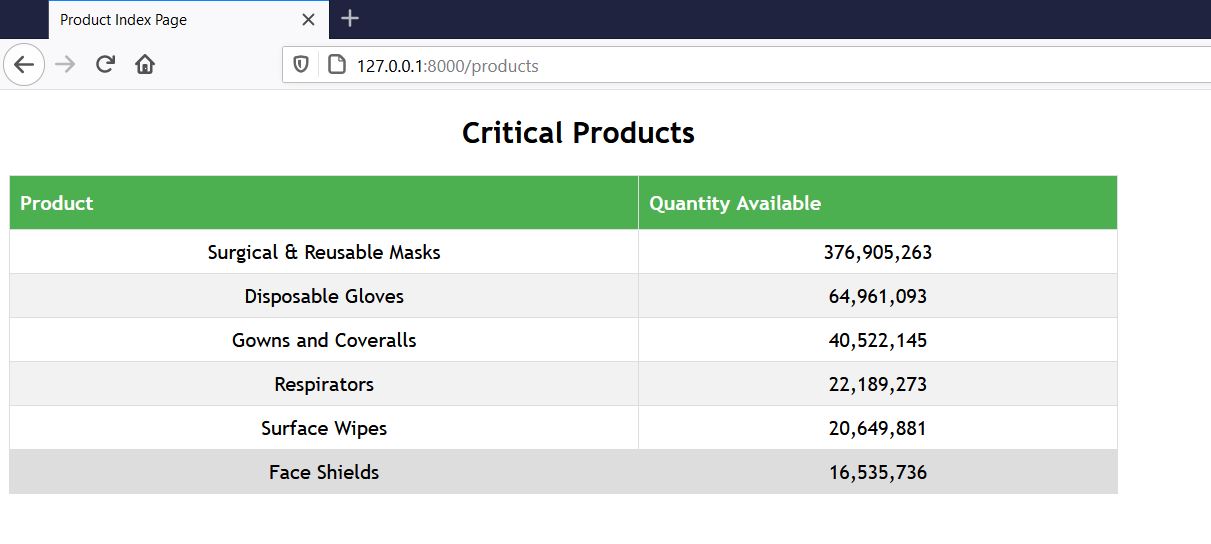 Product Index Page
127.0.0.1:8000/products
Critical Products
Product Quantity Available
Surgical & Reusable Masks 376,905,263
Disposable Gloves 64,961,093
Gowns and Coveralls 40,522,145
Respirators 22,189,273
Surface Wipes 20,649,881
Face Shields 16,535,736